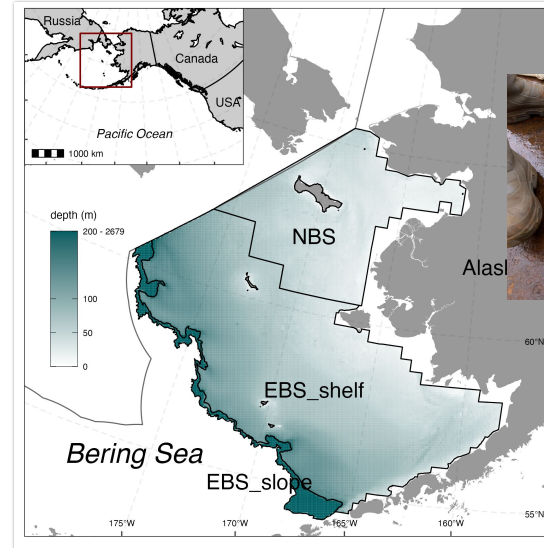 Russia
Canada
USA
Pacific Ocean
1000 km
depth (m)
200 - 2679
100
50
0
NBS
60°N
EBS_shelf
Bering Sea
EBS_slope
55°N
175°W
170°W
165°W
160°W